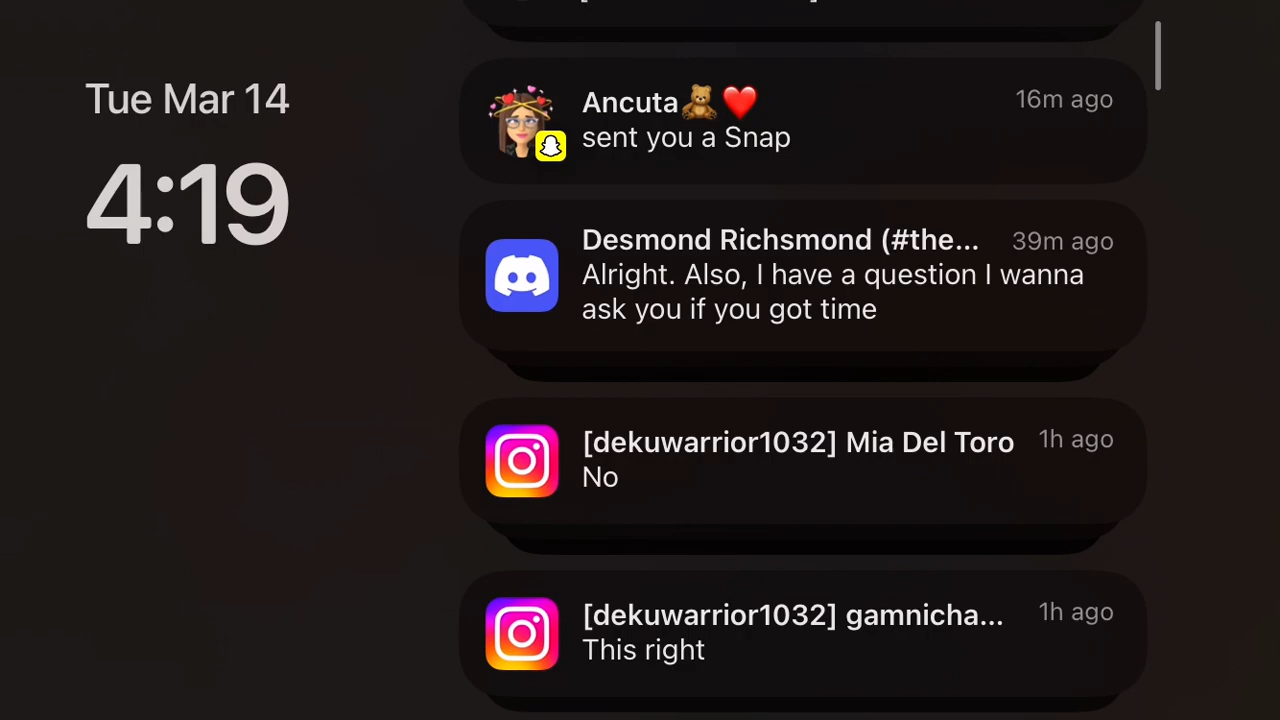 Tue Mar 14
4:19
Ancuta🧸❤️
16m ago
sent you a Snap
Desmond Richsmond (#the...
39m ago
Alright. Also, I have a question I wanna
ask you if you got time
[dekuwarrior1032] Mia Del Toro
1h ago
No
[dekuwarrior1032] gamnicha...
1h ago
This right